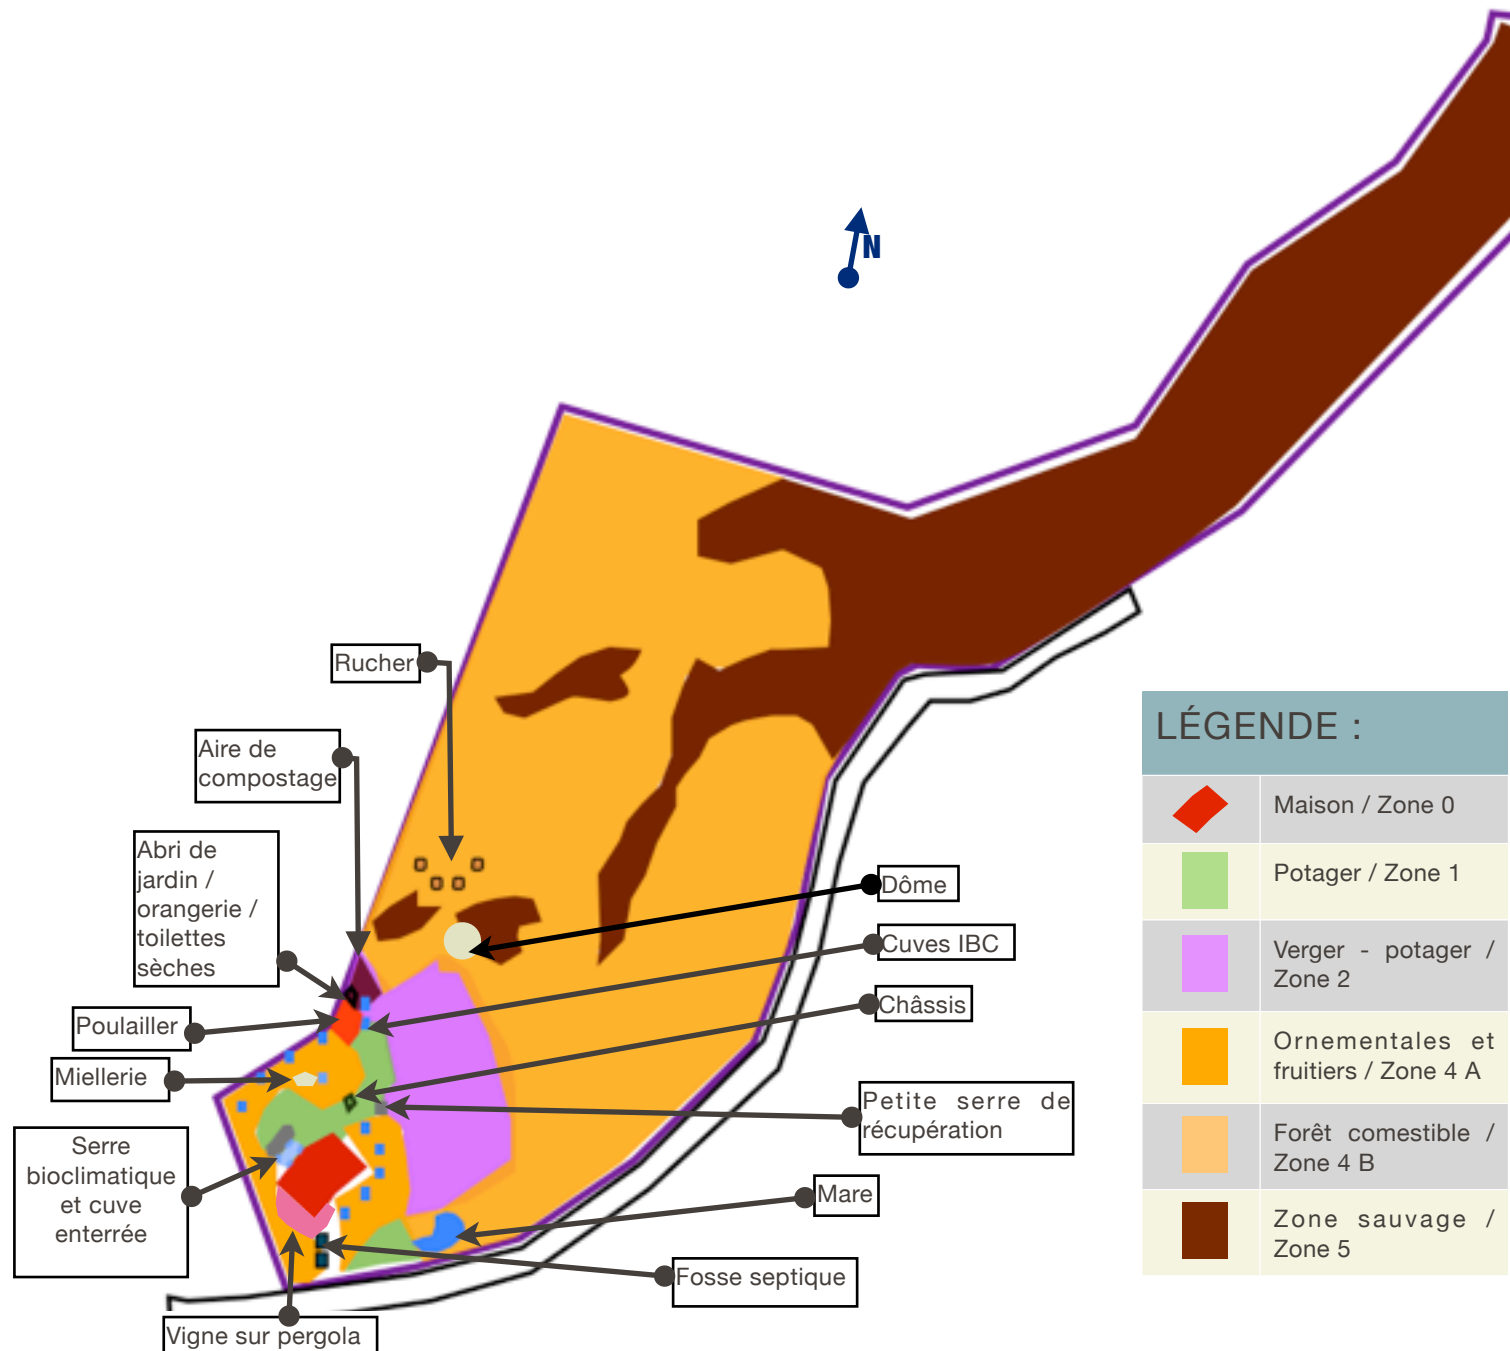 N
Rucher
Aire de
compostage
Abri de
jardin /
orangerie /
toilettes
sèches
Poulailler
Miellerie
Serre
bioclimatique
et cuve
enterrée
Vigne sur pergola
Dôme
Cuves IBC
Châssis
Petite serre de
récupération
Mare
Fosse septique
LÉGENDE :
Maison / Zone 0
Potager / Zone 1
Verger - potager /
Zone 2
Ornementales et
fruitiers / Zone 4 A
Forêt comestible /
Zone 4 B
Zone sauvage /
Zone 5